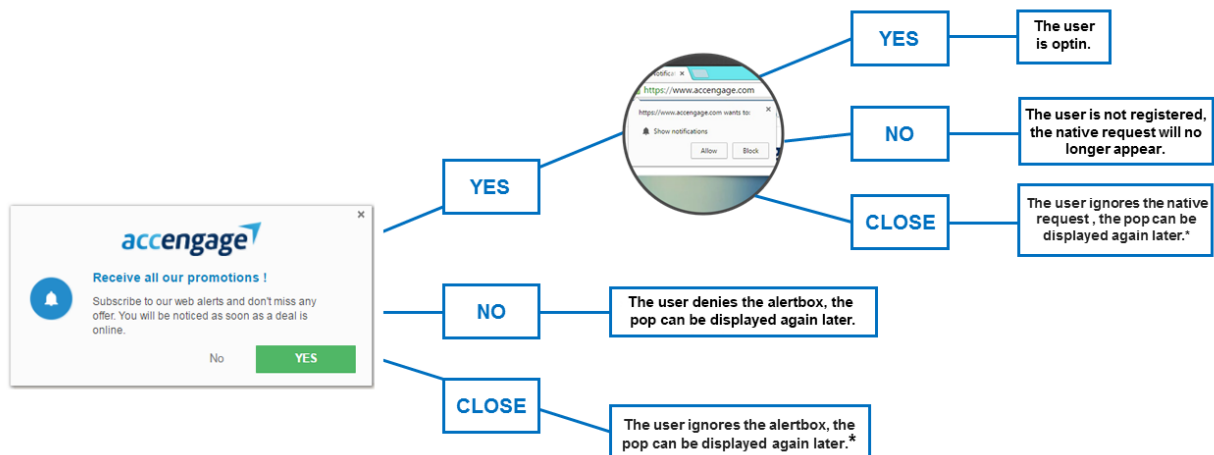 accengage
×
Receive all our promotions !
Subscribe to our web alerts and don't miss any
offer. You will be noticed as soon as a deal is
online.
No
YES
YES
NO
CLOSE
×
https://www.accengage.com
https://www.accengage.com wants to:
×
Show notifications
Allow
Block
The user denies the alertbox, the
pop can be displayed again later.
The user ignores the alertbox, the
pop can be displayed again later.*
YES
The user
is optin.
NO
The user is not registered,
the native request will no
longer appear.
CLOSE
The user ignores the native
request , the pop can be
displayed again later.*